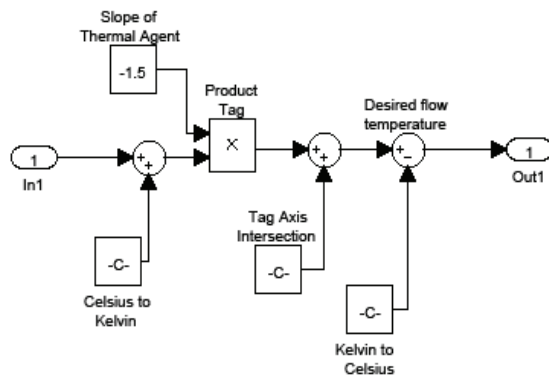 Slope of
Thermal Agent
-1.5
Product
Tag
×
Desired flow
temperature
1
In1
+
+
+
+
+
−
1
Out1
Tag Axis
Intersection
-C-
Celsius to
Kelvin
-C-
-C-
Kelvin to
Celsius